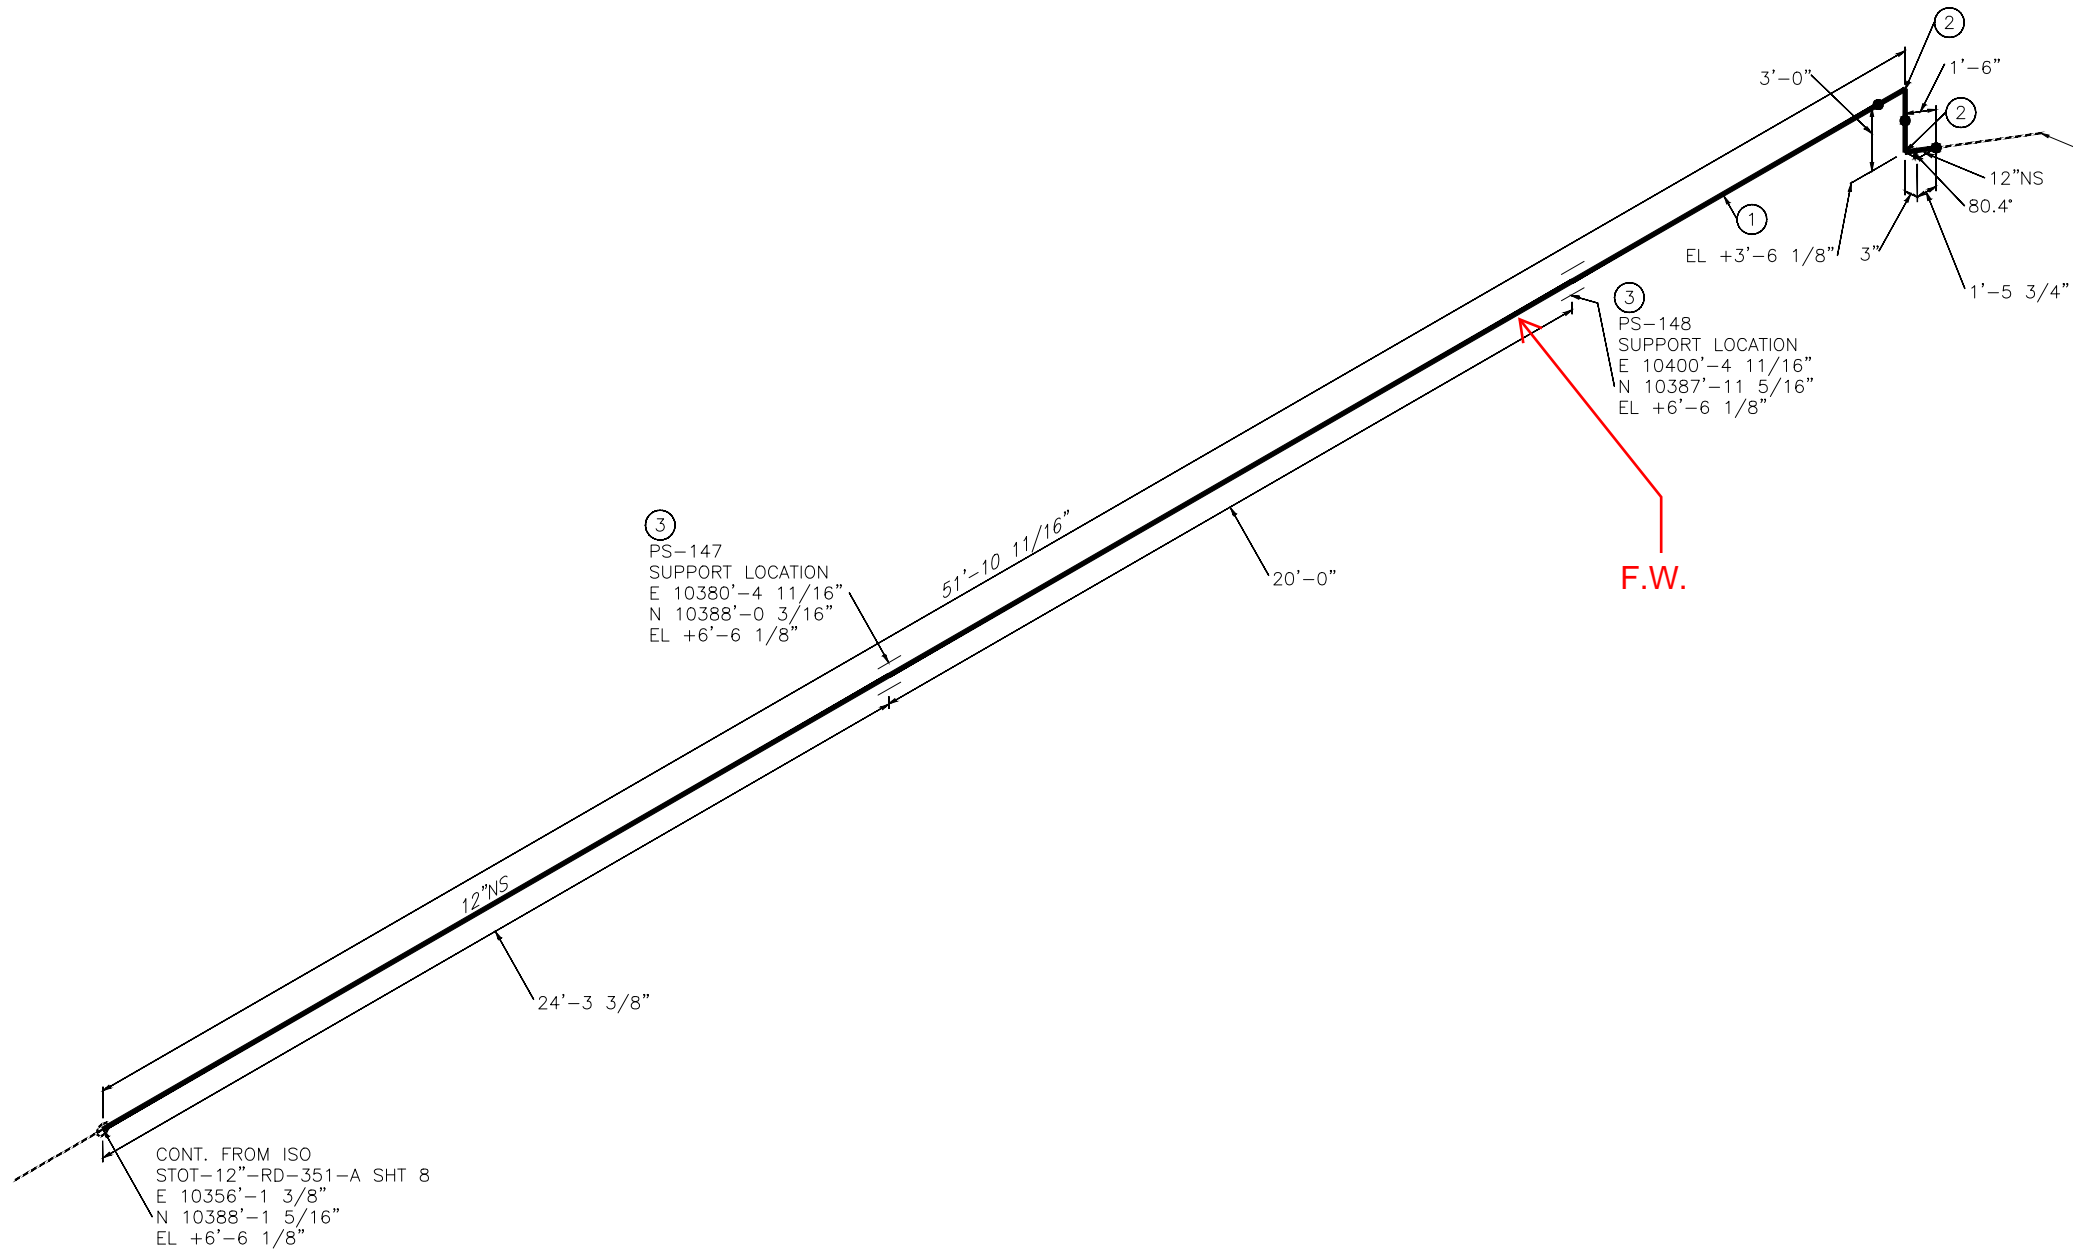 2
3'-0"
1'-6"
2
12"NS
80.4°
1
EL +3'-6 1/8"
3"
1'-5 3/4"
3
PS-148
SUPPORT LOCATION
E 10400'-4 11/16"
N 10387'-11 5/16"
EL +6'-6 1/8"
3
PS-147
SUPPORT LOCATION
E 10380'-4 11/16"
N 10388'-0 3/16"
EL +6'-6 1/8"
51'-10 11/16"
20'-0"
F.W.
12"NS
24'-3 3/8"
CONT. FROM ISO
STOT-12"-RD-351-A SHT 8
E 10356'-1 3/8"
N 10388'-1 5/16"
EL +6'-6 1/8"